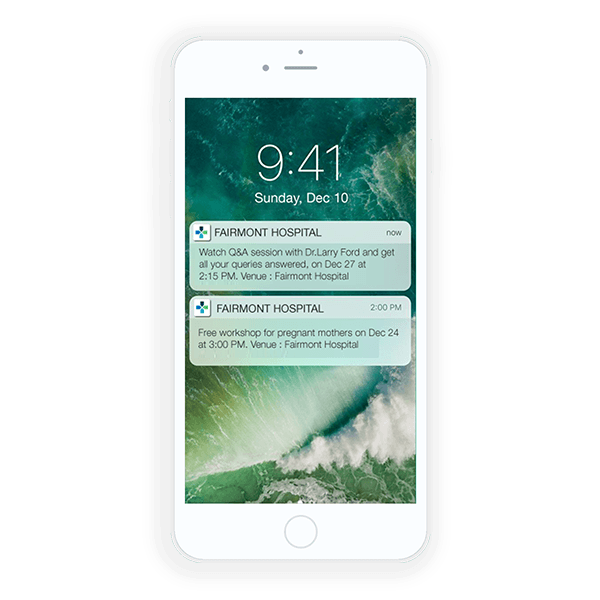 9:41
Sunday, Dec 10
FAIRMONT HOSPITAL now
Watch Q&A session with Dr.Larry Ford and get
all your queries answered, on Dec 27 at
2:15 PM. Venue : Fairmont Hospital
FAIRMONT HOSPITAL 2:00 PM
Free workshop for pregnant mothers on Dec 24
at 3:00 PM. Venue : Fairmont Hospital